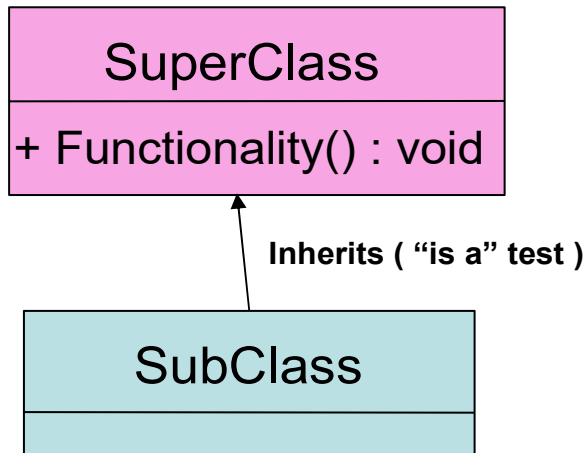 SuperClass
+ Functionality() : void
Inherits ( “is a” test )
SubClass